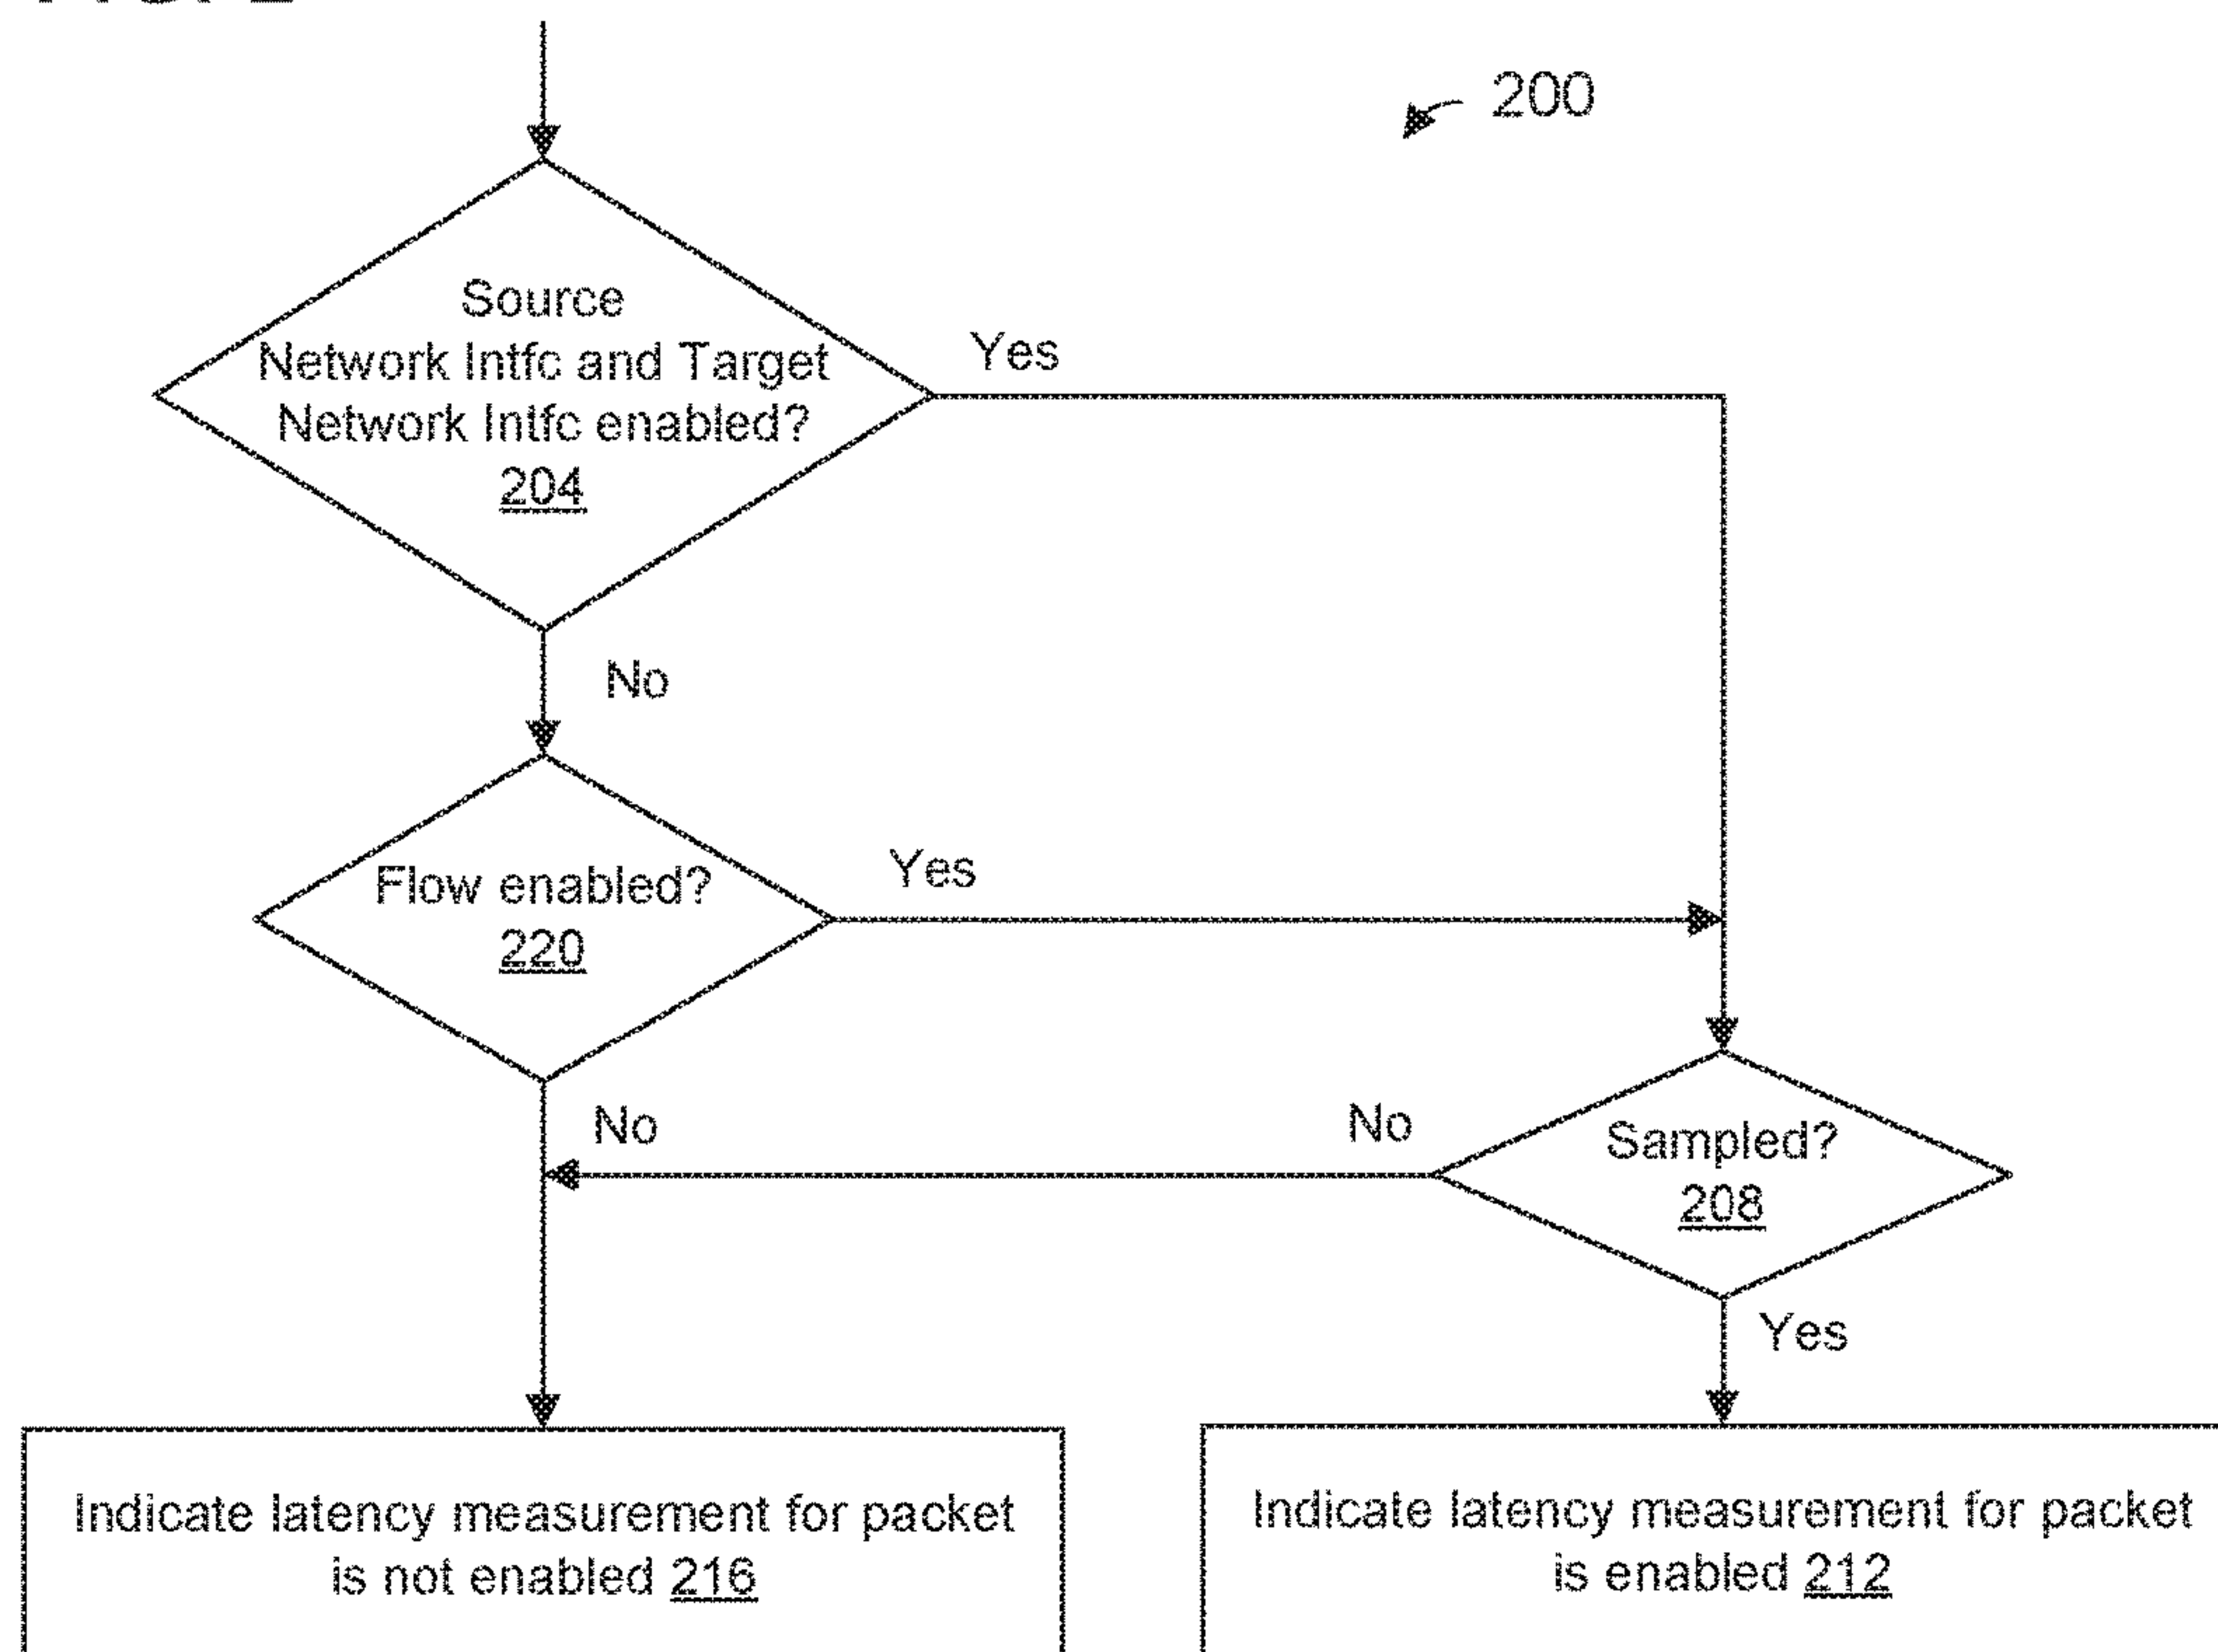 200
Source
Network Intfc and Target
Network Intfc enabled?
204
Yes
No
Flow enabled?
220
Yes
No
No
Sampled?
208
Yes
Indicate latency measurement for packet
is not enabled 216
Indicate latency measurement for packet
is enabled 212